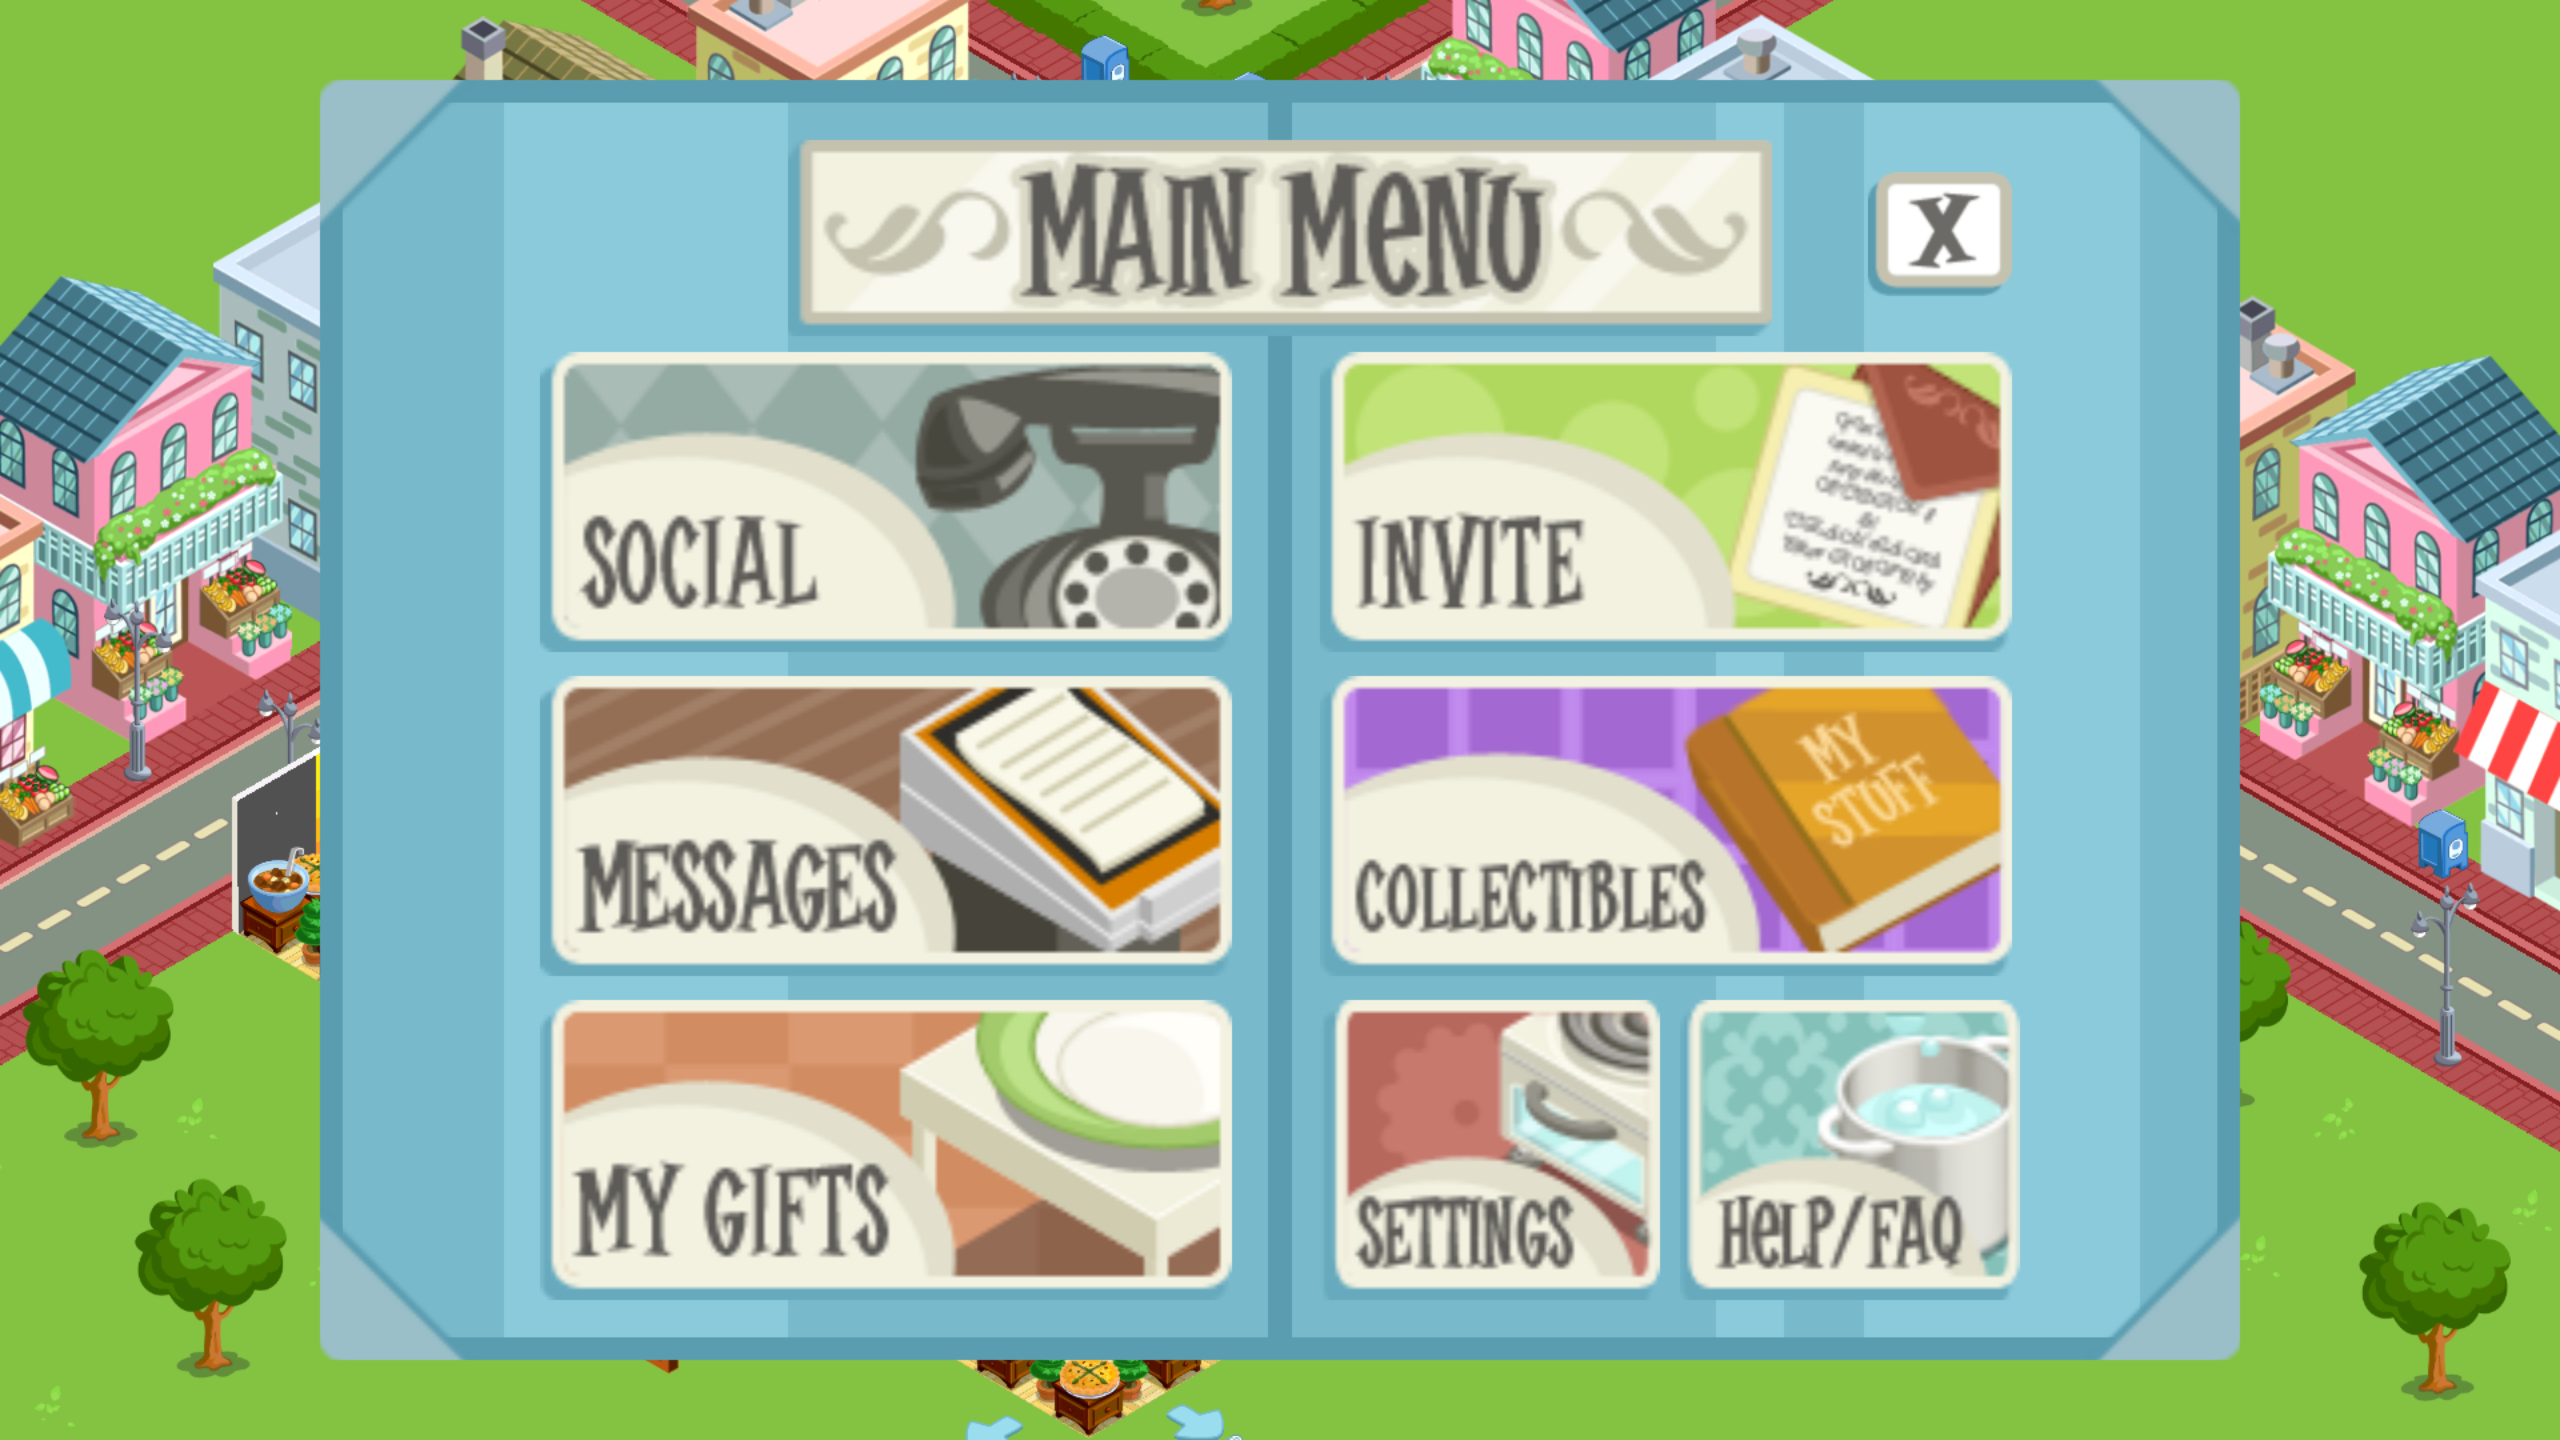 MAIN MENU
X
SOCIAL
INVITE
MESSAGES
MY
STUFF
COLLECTIBLES
MY GIFTS
SETTINGS
HELP/FAQ